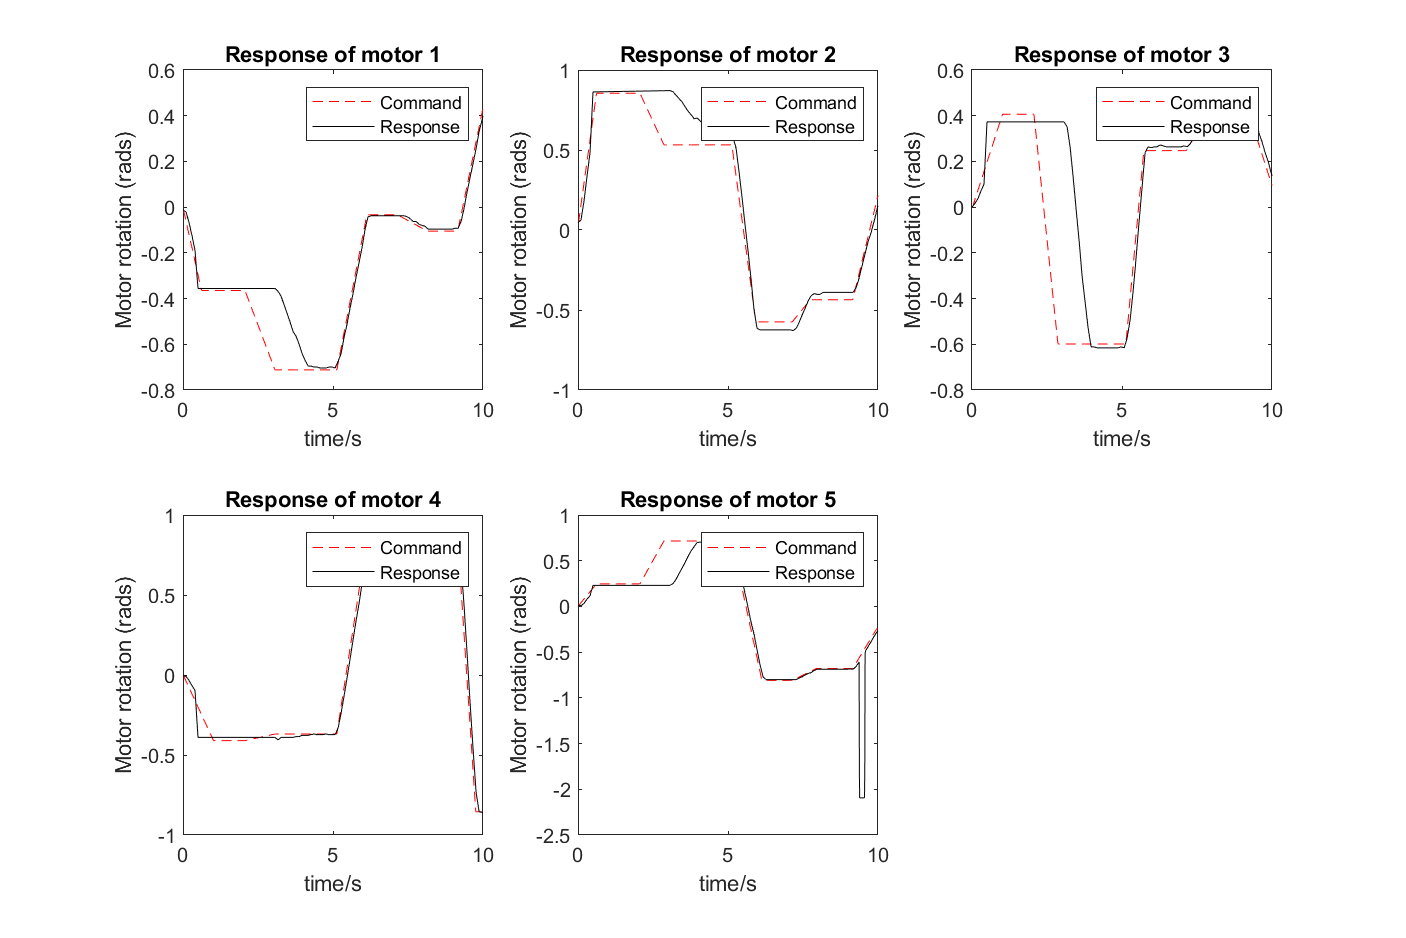 Response of motor 1
0.6
0.4
0.2
0
-0.2
-0.4
-0.6
-0.8
Motor rotation (rads)
0 5 10
time/s
Command
Response
Response of motor 2
1
0.5
0
-0.5
-1
Motor rotation (rads)
0 5 10
time/s
Command
Response
Response of motor 3
0.6
0.4
0.2
0
-0.2
-0.4
-0.6
-0.8
Motor rotation (rads)
0 5 10
time/s
Command
Response
Response of motor 4
1
0.5
0
-0.5
-1
Motor rotation (rads)
0 5 10
time/s
Command
Response
Response of motor 5
1
0.5
0
-0.5
-1
-1.5
-2
-2.5
Motor rotation (rads)
0 5 10
time/s
Command
Response